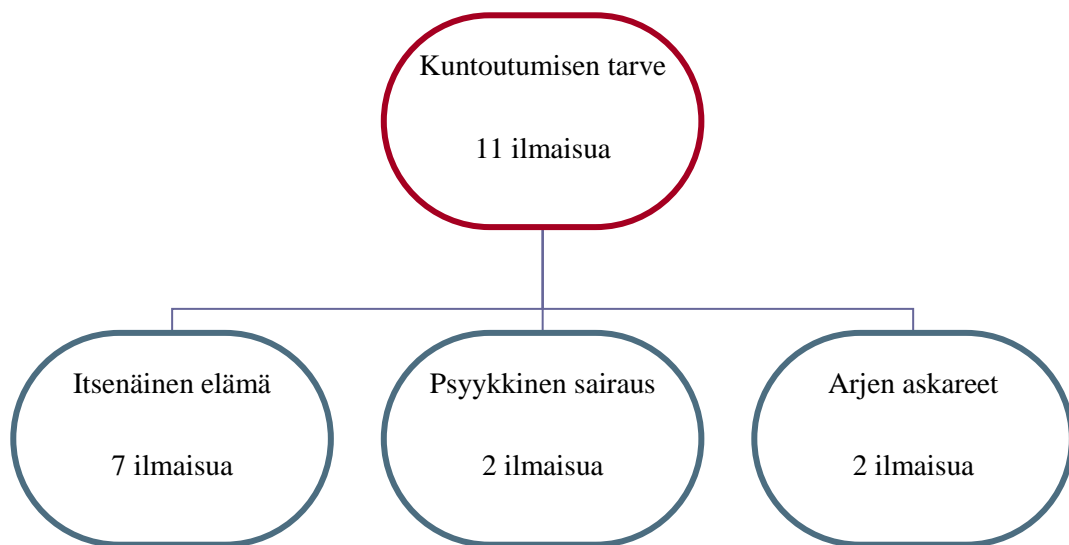 Kuntoutumisen tarve
11 ilmaisua
Itsenäinen elämä
7 ilmaisua
Psyykkinen sairaus
2 ilmaisua
Arjen askareet
2 ilmaisua